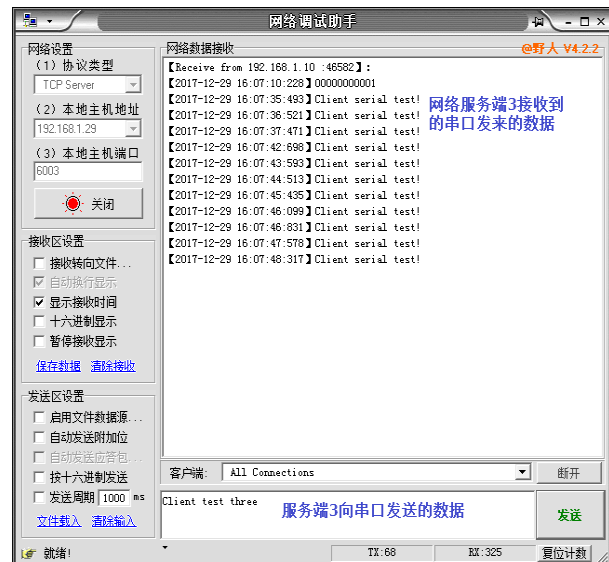 网络调试助手
网络设置
(1) 协议类型
TCP Server
(2) 本地主机地址
192.168.1.29
(3) 本地主机端口
6003
关闭
接收区设置
接收转向文件...
自动换行显示
显示接收时间
十六进制显示
暂停接收显示
保存数据 清除接收
发送区设置
启用文件数据源...
自动发送附加位
自动发送应答包...
按十六进制发送
发送周期 1000 ms
文件载入 清除输入
网络数据接收
@野人 V4.2.2
【Receive from 192.168.1.10 :46582】:
【2017-12-29 16:07:10:228】00000000001
【2017-12-29 16:07:35:493】Client serial test!
【2017-12-29 16:07:36:521】Client serial test!
【2017-12-29 16:07:37:471】Client serial test!
【2017-12-29 16:07:42:698】Client serial test!
【2017-12-29 16:07:43:593】Client serial test!
【2017-12-29 16:07:44:513】Client serial test!
【2017-12-29 16:07:45:435】Client serial test!
【2017-12-29 16:07:46:099】Client serial test!
【2017-12-29 16:07:46:831】Client serial test!
【2017-12-29 16:07:47:578】Client serial test!
【2017-12-29 16:07:48:317】Client serial test!
网络服务端3接收到
的串口发来的数据
客户端: All Connections 断开
Client test three
服务端3向串口发送的数据
发送
就绪! TX:68 RX:325 复位计数